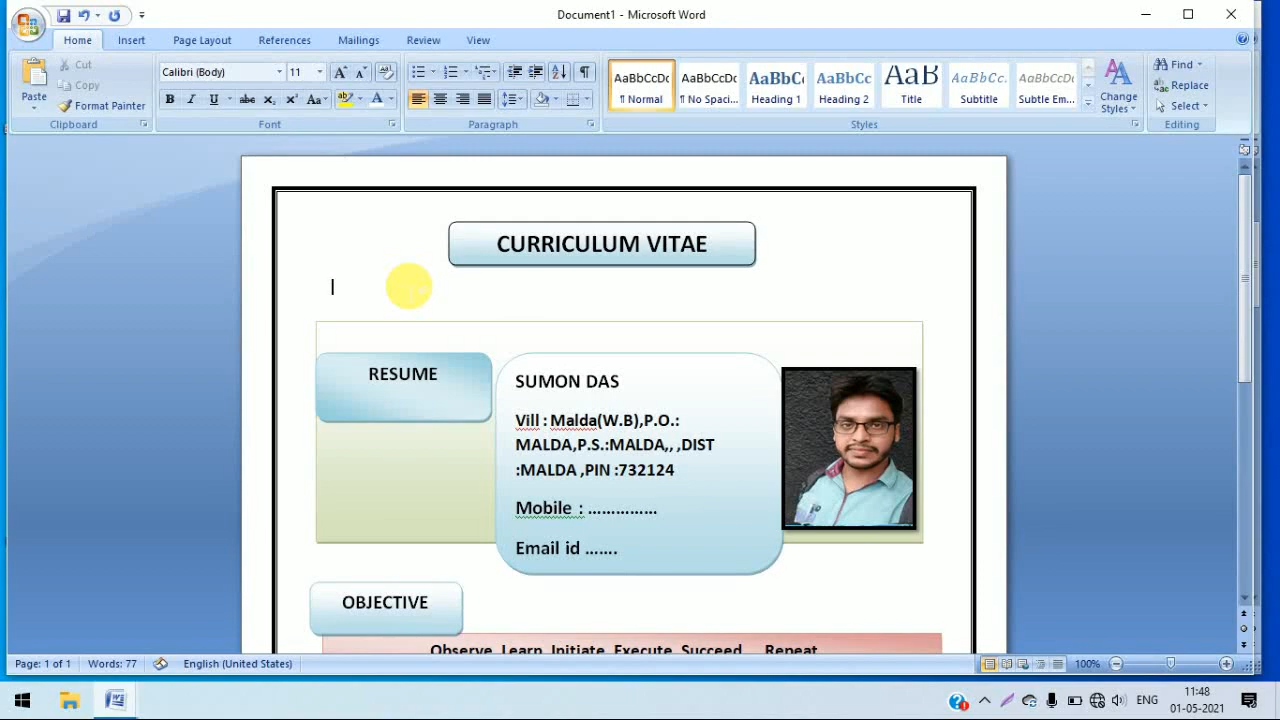 Document1 - Microsoft Word
Home Insert Page Layout References Mailings Review View
Paste
Cut
Copy
Format Painter
Clipboard
Calibri (Body) 11
B I U abc X₂ X² Aa
Font
Paragraph
AaBbCcDc AaBbCcDc AaBbC AaBbCc AaB AaBbCc. AaBbCcDc
¶ Normal ¶ No Spaci... Heading 1 Heading 2 Title Subtitle Subtle Em...
Change
Styles
Styles
Find
Replace
Select
Editing
CURRICULUM VITAE
RESUME
SUMON DAS
Vill : Malda(W.B),P.O.:
MALDA,P.S.:MALDA,, ,DIST
:MALDA ,PIN :732124
Mobile : ..............
Email id .......
OBJECTIVE
Observe Learn Initiate Execute Succeed Repeat
Page: 1 of 1 Words: 77 English (United States) 100%
ENG
11:48
01-05-2021